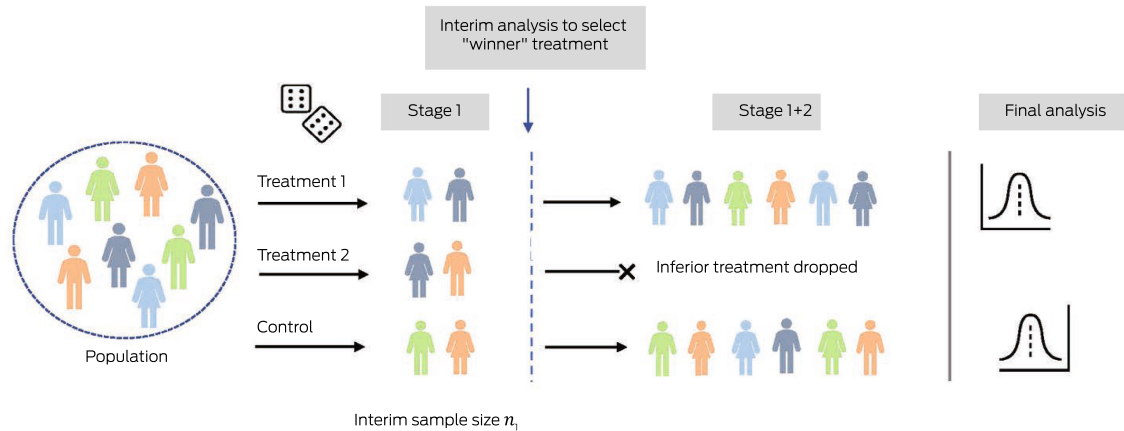 Interim analysis to select
"winner" treatment
Stage 1
Stage 1+2
Final analysis
Treatment 1
Treatment 2
Inferior treatment dropped
Control
Population
Interim sample size n₁